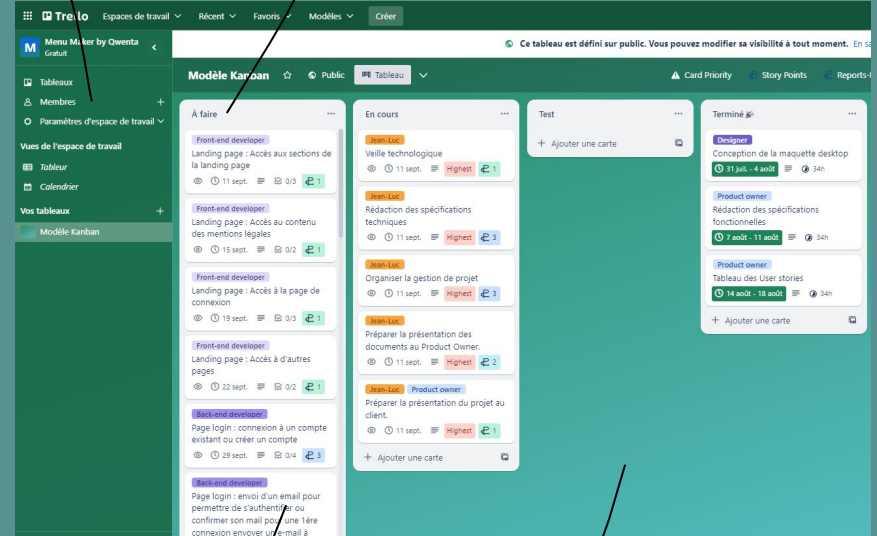 Trello
Espaces de travail
Récent
Favoris
Modèles
Créer
M
Menu Maker by Qwenta
Gratuit
Ce tableau est défini sur public. Vous pouvez modifier sa visibilité à tout moment. En sa
Modèle Kanban
Public
Tableau
Card Priority
Story Points
Reports-
Tableaux
Membres
Paramètres d'espace de travail
Vues de l'espace de travail
Tableur
Calendrier
Vos tableaux
Modèle Kanban
À faire
Front-end developer
Landing page : Accès aux sections de
la landing page
11 sept. 0/3 1
Front-end developer
Landing page : Accès au contenu
des mentions légales
15 sept. 0/2 1
Front-end developer
Landing page : Accès à la page de
connexion
19 sept. 0/3 1
Front-end developer
Landing page : Accès à d'autres
pages
22 sept. 0/2 1
Back-end developer
Page login : connexion à un compte
existant ou créer un compte
29 sept. 0/4 3
Back-end developer
Page login : envoi d'un email pour
permettre de s'authentifier ou
confirmer son mail pour une 1ère
connexion envoyer un e-mail à
En cours
Jean-Luc
Veille technologique
11 sept. Highest 1
Jean-Luc
Rédaction des spécifications
techniques
11 sept. Highest 3
Jean-Luc
Organiser la gestion de projet
11 sept. Highest 3
Jean-Luc
Préparer la présentation des
documents au Product Owner.
11 sept. Highest 2
Jean-Luc Product owner
Préparer la présentation du projet au
client.
11 sept. Highest 1
+ Ajouter une carte
Test
+ Ajouter une carte
Terminé 🎉
Designer
Conception de la maquette desktop
31 juil. - 4 août 34h
Product owner
Rédaction des spécifications
fonctionnelles
7 août - 11 août 34h
Product owner
Tableau des User stories
14 août - 18 août 34h
+ Ajouter une carte